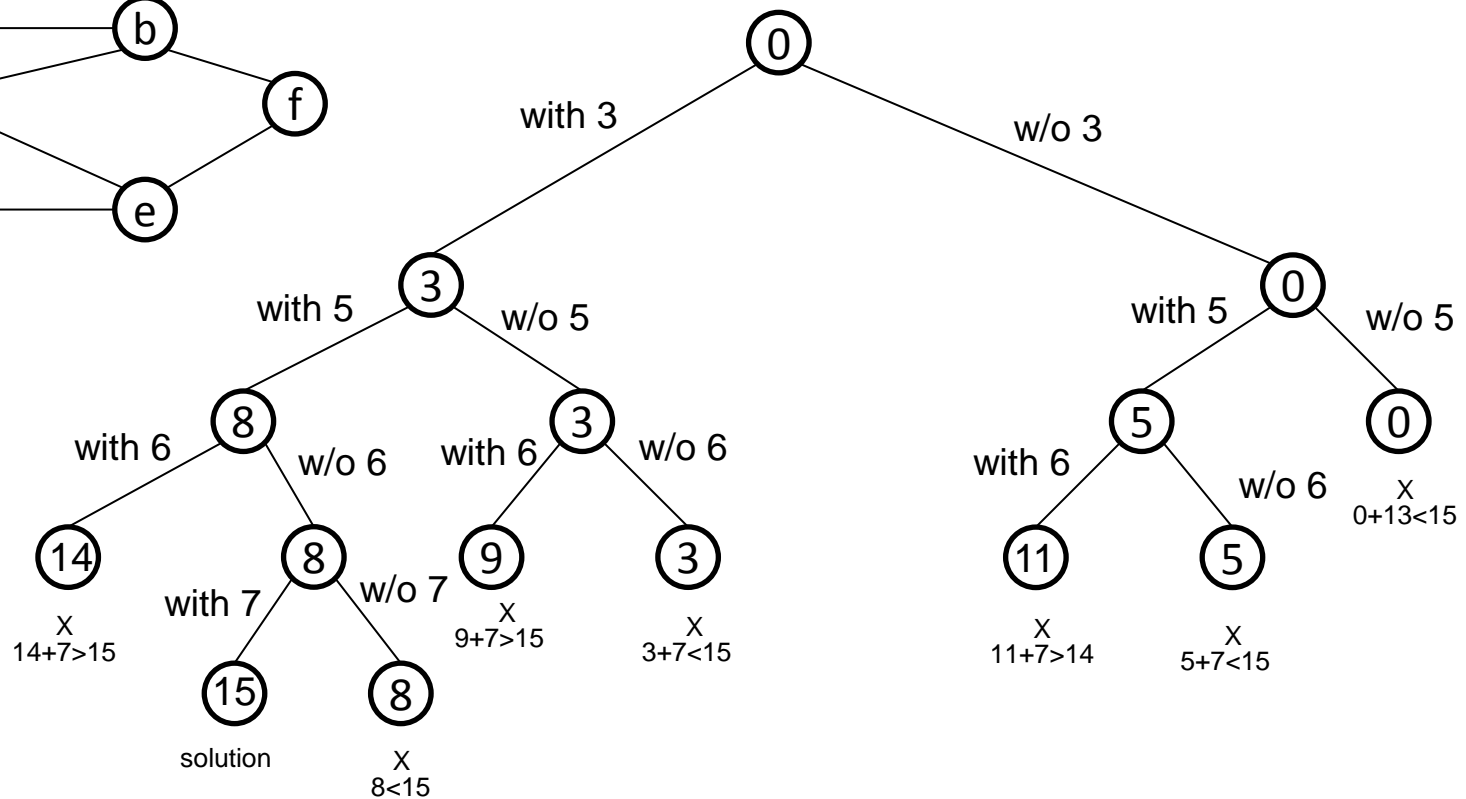 b
0
f
with 3
w/o 3
e
3
0
with 5
w/o 5
with 5
w/o 5
8
3
5
0
with 6
w/o 6
with 6
w/o 6
with 6
w/o 6
X
0+13<15
14
8
9
3
11
5
with 7
w/o 7
X
14+7>15
X
9+7>15
X
3+7<15
X
11+7>14
X
5+7<15
15
8
solution
X
8<15